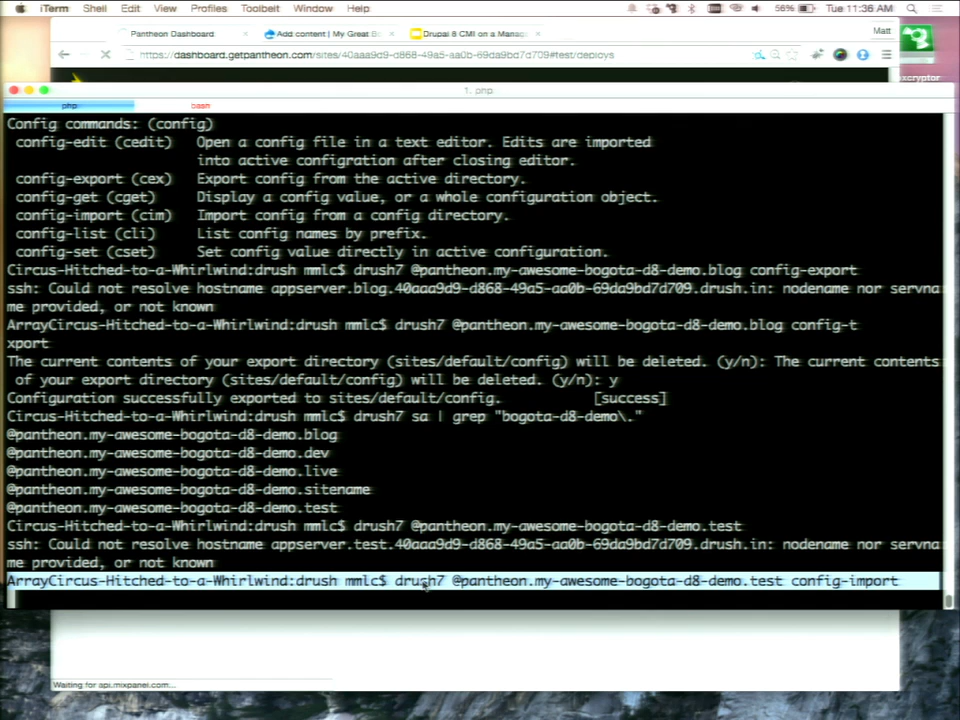 iTerm Shell Edit View Profiles Toolbelt Window Help 56% Tue 11:36 AM
Pantheon Dashboard Add content | My Great Bo Drupal 8 CMI on a Mana Matt
https://dashboard.getpantheon.com/sites/40aaa9d9-d868-49a5-aa0b-69da9bd7d709#test/deploys
xcryptor
1. php
php bash
Config commands: (config)
config-edit (cedit) Open a config file in a text editor. Edits are imported
into active configration after closing editor.
config-export (cex) Export config from the active directory.
config-get (cget) Display a config value, or a whole configuration object.
config-import (cim) Import config from a config directory.
config-list (cli) List config names by prefix.
config-set (cset) Set config value directly in active configuration.
Circus-Hitched-to-a-Whirlwind:drush mmlc$ drush7 @pantheon.my-awesome-bogota-d8-demo.blog config-export
ssh: Could not resolve hostname appserver.blog.40aaa9d9-d868-49a5-aa0b-69da9bd7d709.drush.in: nodename nor servna
me provided, or not known
ArrayCircus-Hitched-to-a-Whirlwind:drush mmlc$ drush7 @pantheon.my-awesome-bogota-d8-demo.blog config-t
xport
The current contents of your export directory (sites/default/config) will be deleted. (y/n): The current contents
of your export directory (sites/default/config) will be deleted. (y/n): y
Configuration successfully exported to sites/default/config. [success]
Circus-Hitched-to-a-Whirlwind:drush mmlc$ drush7 sa | grep "bogota-d8-demo\."
@pantheon.my-awesome-bogota-d8-demo.blog
@pantheon.my-awesome-bogota-d8-demo.dev
@pantheon.my-awesome-bogota-d8-demo.live
@pantheon.my-awesome-bogota-d8-demo.sitename
@pantheon.my-awesome-bogota-d8-demo.test
Circus-Hitched-to-a-Whirlwind:drush mmlc$ drush7 @pantheon.my-awesome-bogota-d8-demo.test
ssh: Could not resolve hostname appserver.test.40aaa9d9-d868-49a5-aa0b-69da9bd7d709.drush.in: nodename nor servna
me provided, or not known
ArrayCircus-Hitched-to-a-Whirlwind:drush mmlc$ drush7 @pantheon.my-awesome-bogota-d8-demo.test config-import
Waiting for api.mixpanel.com...